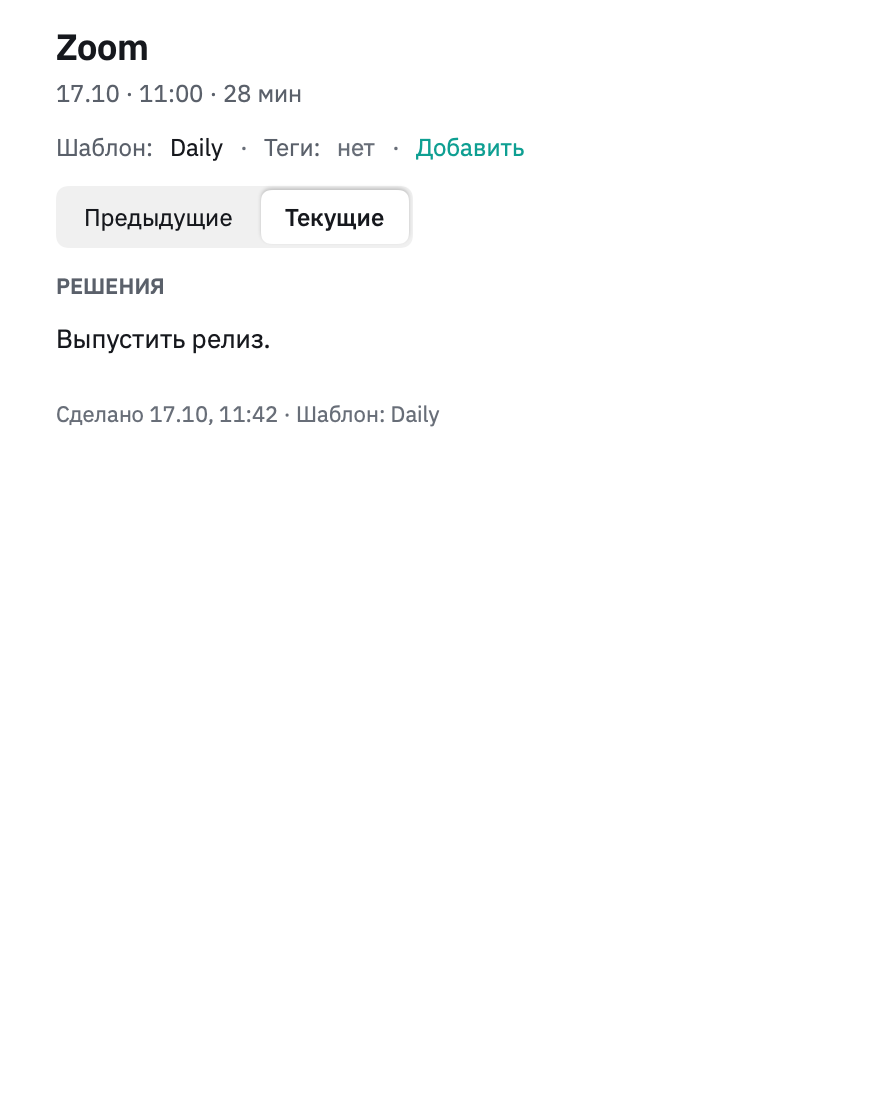 Zoom
17.10 · 11:00 · 28 мин
Шаблон: Daily · Теги: нет · Добавить
Предыдущие Текущие
РЕШЕНИЯ
Выпустить релиз.
Сделано 17.10, 11:42 · Шаблон: Daily